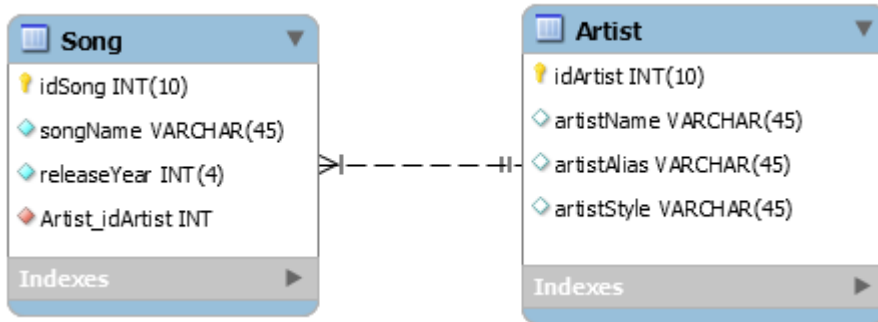 Song
idSong INT(10)
songName VARCHAR(45)
releaseYear INT(4)
Artist_idArtist INT
Indexes
Artist
idArtist INT(10)
artistName VARCHAR(45)
artistAlias VARCHAR(45)
artistStyle VARCHAR(45)
Indexes